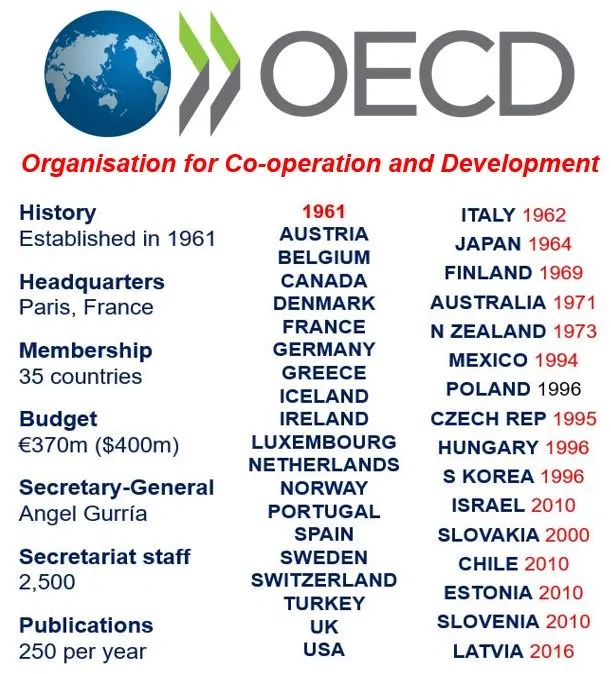 OECD
Organisation for Co-operation and Development
History
Established in 1961
Headquarters
Paris, France
Membership
35 countries
Budget
€370m ($400m)
Secretary-General
Angel Gurría
Secretariat staff
2,500
Publications
250 per year
1961
AUSTRIA
BELGIUM
CANADA
DENMARK
FRANCE
GERMANY
GREECE
ICELAND
IRELAND
LUXEMBOURG
NETHERLANDS
NORWAY
PORTUGAL
SPAIN
SWEDEN
SWITZERLAND
TURKEY
UK
USA
ITALY 1962
JAPAN 1964
FINLAND 1969
AUSTRALIA 1971
N ZEALAND 1973
MEXICO 1994
POLAND 1996
CZECH REP 1995
HUNGARY 1996
S KOREA 1996
ISRAEL 2010
SLOVAKIA 2000
CHILE 2010
ESTONIA 2010
SLOVENIA 2010
LATVIA 2016